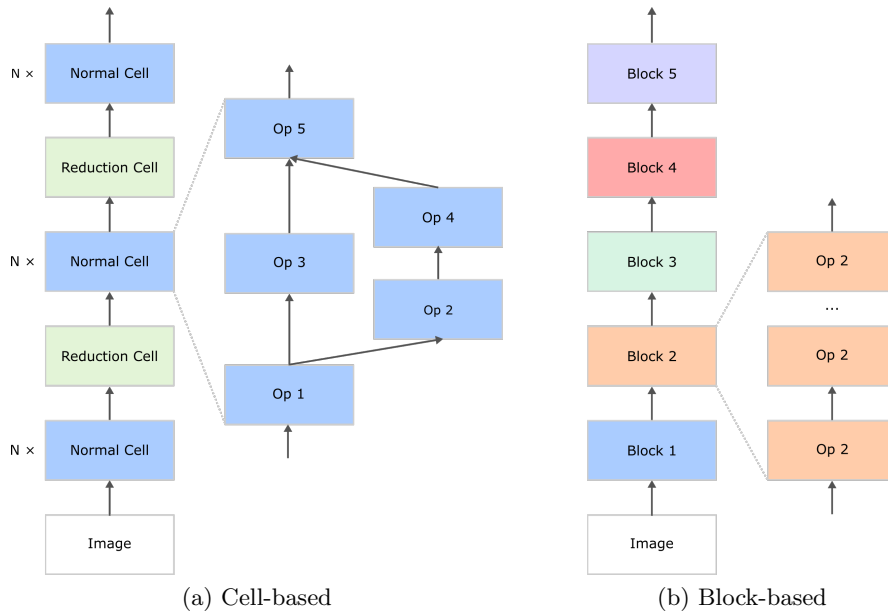 N ×
Normal Cell
Reduction Cell
N ×
Normal Cell
Reduction Cell
N ×
Normal Cell
Image
Op 5
Op 4
Op 3
Op 2
Op 1
(a) Cell-based
Block 5
Block 4
Block 3
Block 2
Block 1
Image
Op 2
...
Op 2
Op 2
(b) Block-based